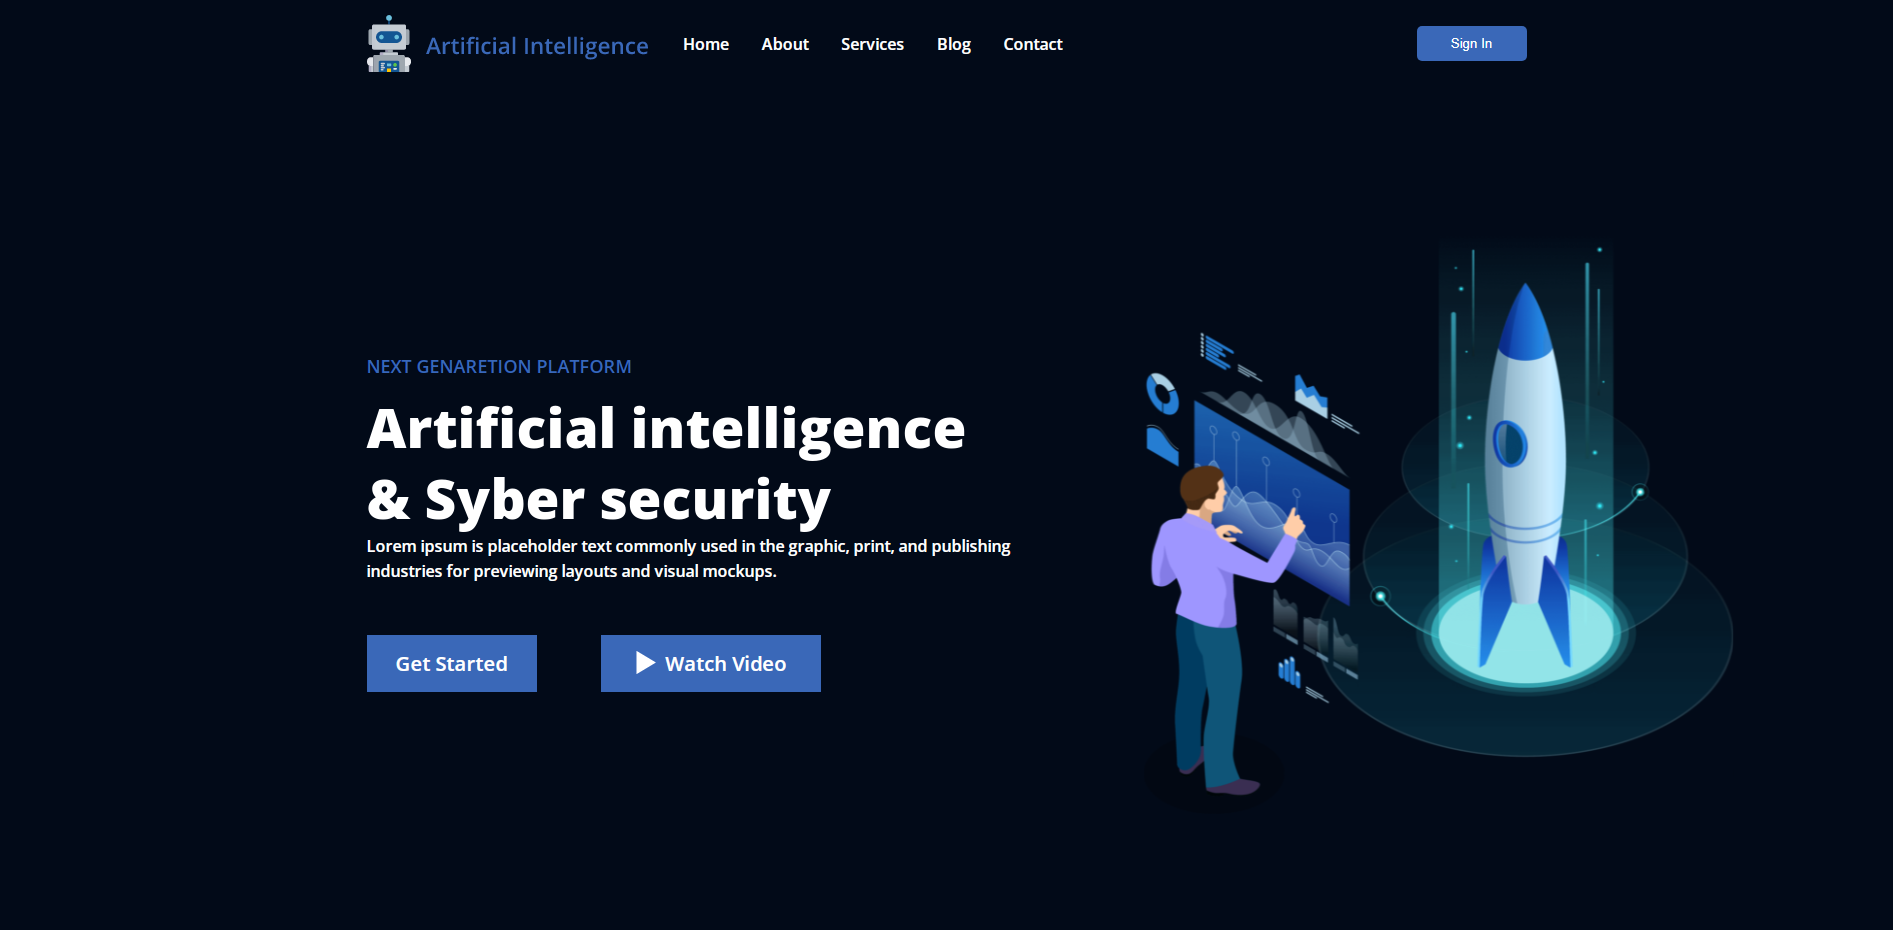 Artificial Intelligence
Home
About
Services
Blog
Contact
Sign In
NEXT GENARETION PLATFORM
Artificial intelligence
& Syber security
Lorem ipsum is placeholder text commonly used in the graphic, print, and publishing
industries for previewing layouts and visual mockups.
Get Started
Watch Video